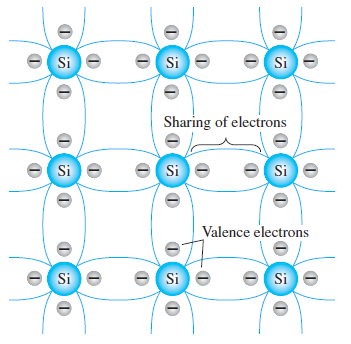 Si Si Si
Sharing of electrons
Si Si Si
Valence electrons
Si Si Si